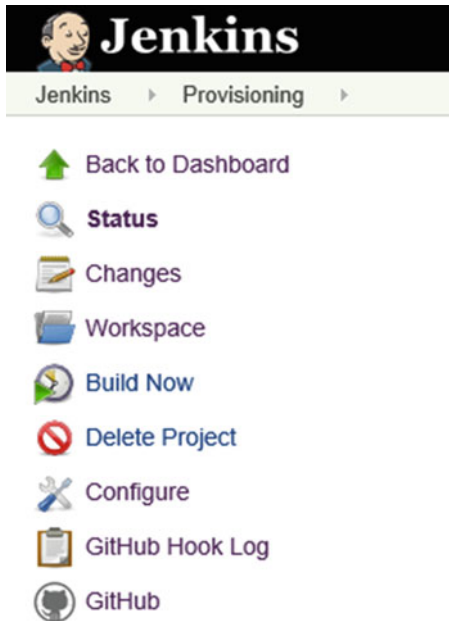 Jenkins
Jenkins Provisioning
Back to Dashboard
Status
Changes
Workspace
Build Now
Delete Project
Configure
GitHub Hook Log
GitHub